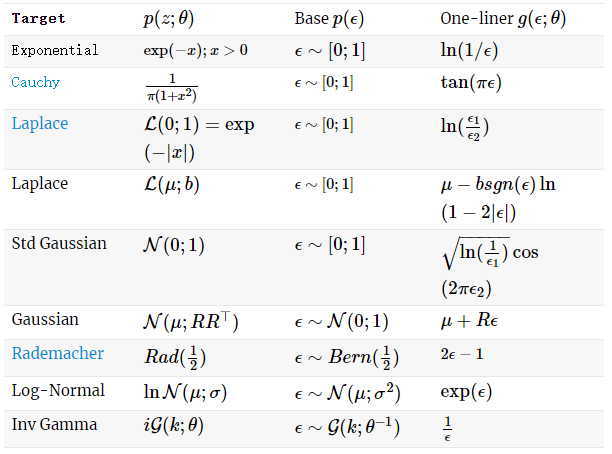 Target p(z; θ) Base p(ϵ) One-liner g(ϵ; θ)
Exponential exp(−x); x > 0 ϵ ∼ [0; 1] ln(1/ϵ)
Cauchy 1/π(1+x²) ϵ ∼ [0; 1] tan(πϵ)
Laplace ℒ(0; 1) = exp ϵ ∼ [0; 1] ln(ϵ₁/ϵ₂)
(−|x|)
Laplace ℒ(μ; b) ϵ ∼ [0; 1] μ − bsgn(ϵ) ln
(1 − 2|ϵ|)
Std Gaussian 𝒩(0; 1) ϵ ∼ [0; 1] √ln(1/ϵ₁) cos
(2πϵ₂)
Gaussian 𝒩(μ; RR⊤) ϵ ∼ 𝒩(0; 1) μ + Rϵ
Rademacher Rad(1/2) ϵ ∼ Bern(1/2) 2ϵ − 1
Log-Normal ln 𝒩(μ; σ) ϵ ∼ 𝒩(μ; σ²) exp(ϵ)
Inv Gamma i𝒢(k; θ) ϵ ∼ 𝒢(k; θ⁻¹) 1/ϵ